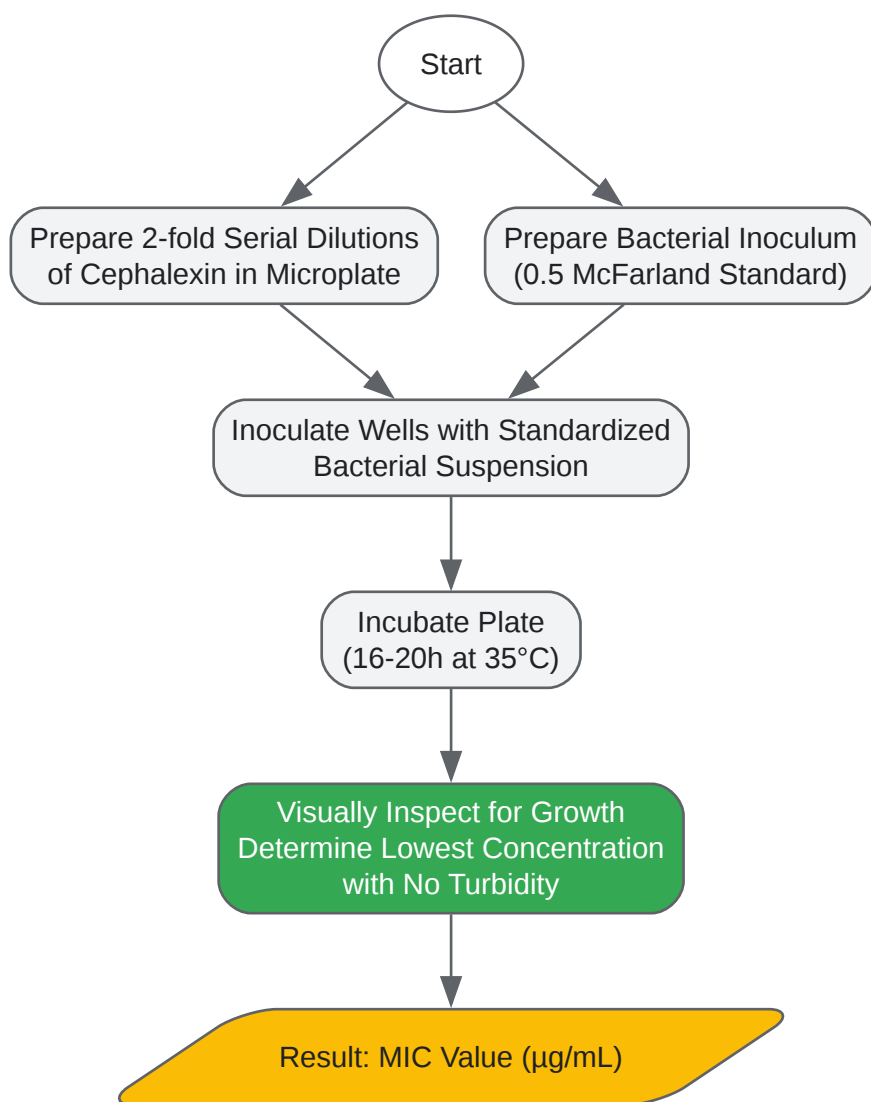 Start
Prepare 2-fold Serial Dilutions
of Cephalexin in Microplate
Prepare Bacterial Inoculum
(0.5 McFarland Standard)
Inoculate Wells with Standardized
Bacterial Suspension
Incubate Plate
(16-20h at 35°C)
Visually Inspect for Growth
Determine Lowest Concentration
with No Turbidity
Result: MIC Value (µg/mL)